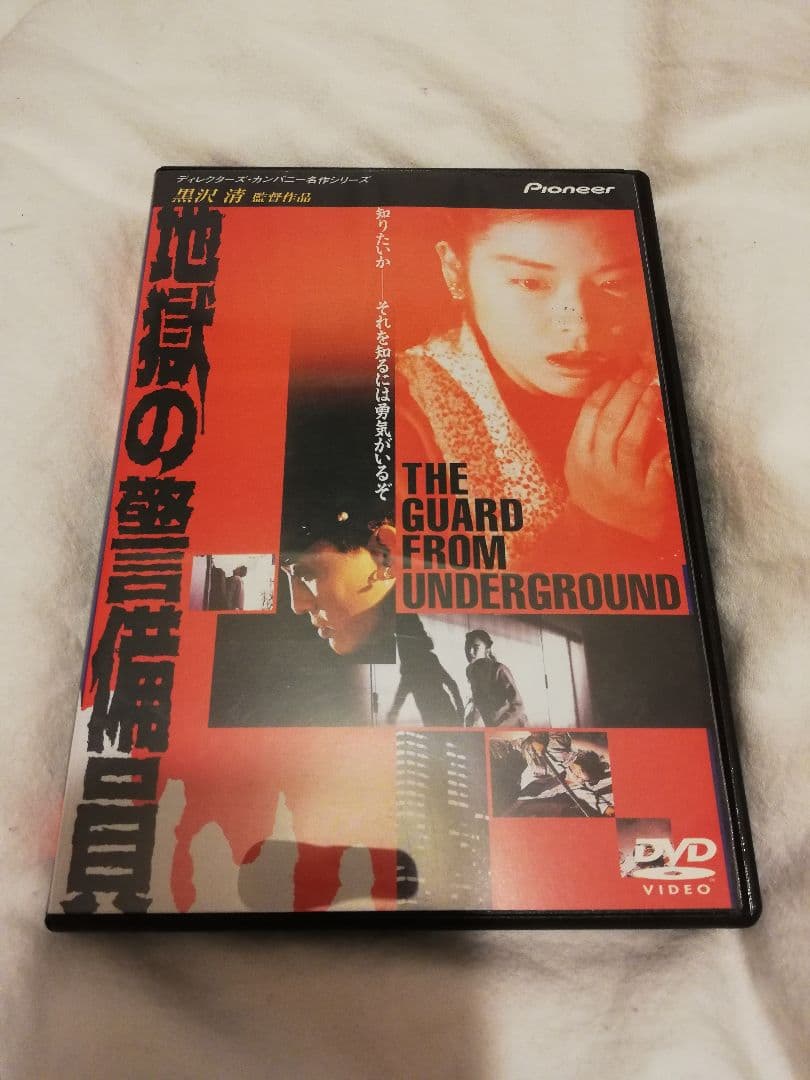 ディレクターズ・カンパニー名作シリーズ
黒沢 清 監督作品
Pioneer
地獄の警備員
知りたいか――それを知るには勇気がいるぞ
THE
GUARD
FROM
UNDERGROUND
DVD
VIDEO